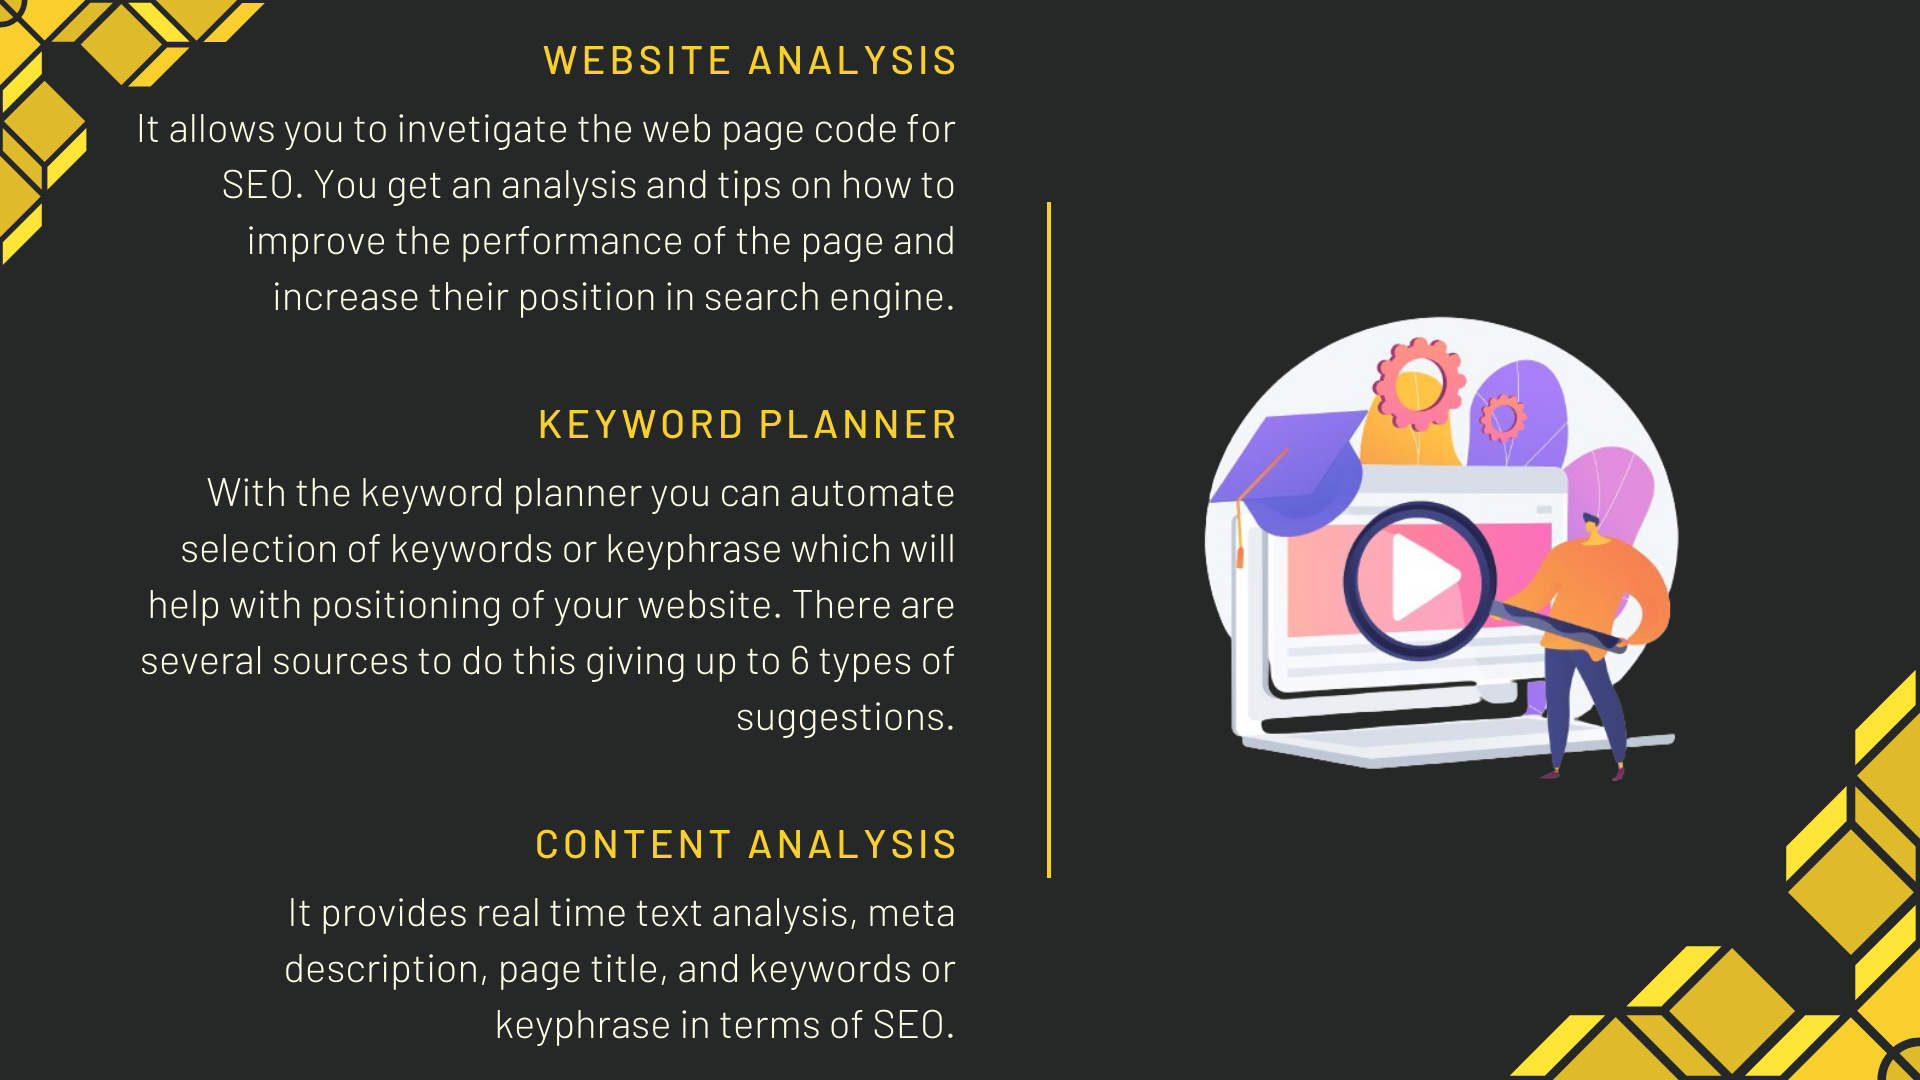 WEBSITE ANALYSIS
It allows you to invetigate the web page code for
SEO. You get an analysis and tips on how to
improve the performance of the page and
increase their position in search engine.
KEYWORD PLANNER
With the keyword planner you can automate
selection of keywords or keyphrase which will
help with positioning of your website. There are
several sources to do this giving up to 6 types of
suggestions.
CONTENT ANALYSIS
It provides real time text analysis, meta
description, page title, and keywords or
keyphrase in terms of SEO.